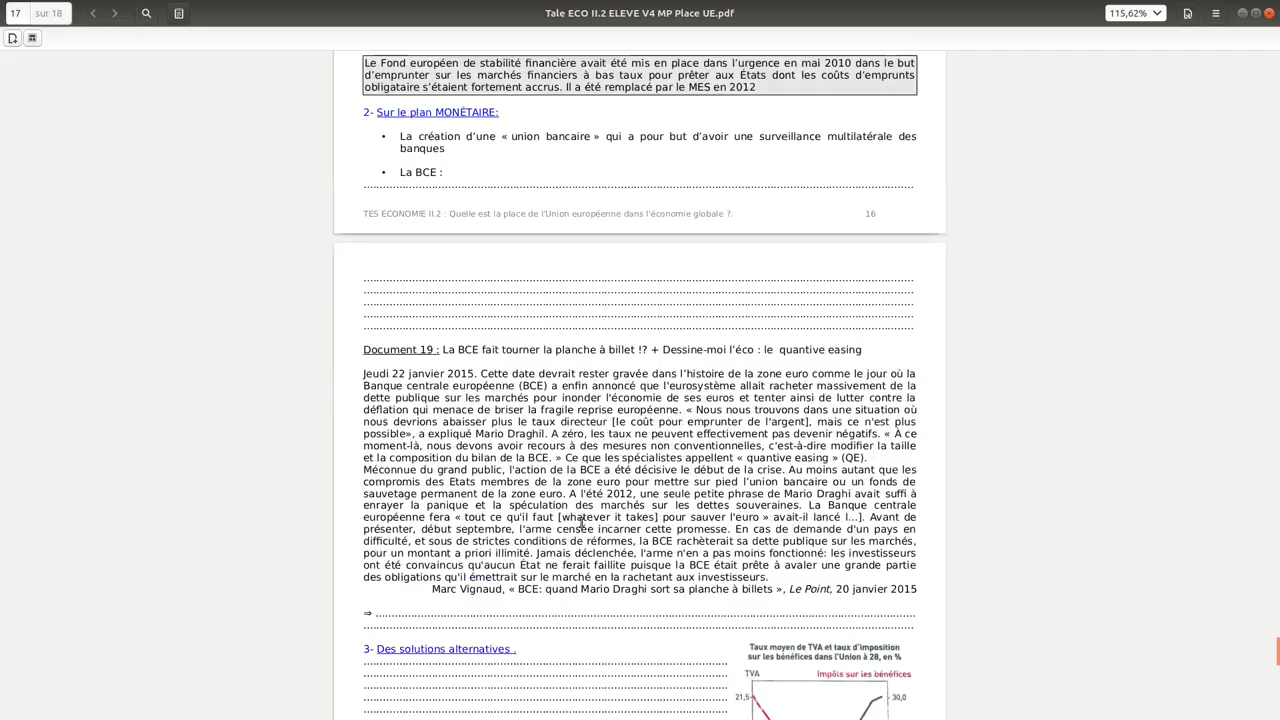 17 sur 18
Tale ECO II.2 ELEVE V4 MP Place UE.pdf
115,62%
Le Fond européen de stabilité financière avait été mis en place dans l’urgence en mai 2010 dans le but
d’emprunter sur les marchés financiers à bas taux pour prêter aux États dont les coûts d’emprunts
obligataire s’étaient fortement accrus. Il a été remplacé par le MES en 2012
2- Sur le plan MONÉTAIRE:
• La création d’une « union bancaire » qui a pour but d’avoir une surveillance multilatérale des
banques
• La BCE :
TES ÉCONOMIE II.2 : Quelle est la place de l'Union européenne dans l'économie globale ?. 16
Document 19 : La BCE fait tourner la planche à billet !? + Dessine-moi l’éco : le quantive easing
Jeudi 22 janvier 2015. Cette date devrait rester gravée dans l’histoire de la zone euro comme le jour où la
Banque centrale européenne (BCE) a enfin annoncé que l'eurosystème allait racheter massivement de la
dette publique sur les marchés pour inonder l'économie de ses euros et tenter ainsi de lutter contre la
déflation qui menace de briser la fragile reprise européenne. « Nous nous trouvons dans une situation où
nous devrions abaisser plus le taux directeur [le coût pour emprunter de l'argent], mais ce n'est plus
possible», a expliqué Mario Draghil. A zéro, les taux ne peuvent effectivement pas devenir négatifs. « À ce
moment-là, nous devons avoir recours à des mesures non conventionnelles, c'est-à-dire modifier la taille
et la composition du bilan de la BCE. » Ce que les spécialistes appellent « quantive easing » (QE).
Méconnue du grand public, l'action de la BCE a été décisive le début de la crise. Au moins autant que les
compromis des Etats membres de la zone euro pour mettre sur pied l’union bancaire ou un fonds de
sauvetage permanent de la zone euro. A l'été 2012, une seule petite phrase de Mario Draghi avait suffi à
enrayer la panique et la spéculation des marchés sur les dettes souveraines. La Banque centrale
européenne fera « tout ce qu'il faut [whatever it takes] pour sauver l'euro » avait-il lancé l...]. Avant de
présenter, début septembre, l'arme censée incarner cette promesse. En cas de demande d'un pays en
difficulté, et sous de strictes conditions de réformes, la BCE rachèterait sa dette publique sur les marchés,
pour un montant a priori illimité. Jamais déclenchée, l'arme n'en a pas moins fonctionné: les investisseurs
ont été convaincus qu'aucun État ne ferait faillite puisque la BCE était prête à avaler une grande partie
des obligations qu'il émettrait sur le marché en la rachetant aux investisseurs.
Marc Vignaud, « BCE: quand Mario Draghi sort sa planche à billets », Le Point, 20 janvier 2015
⇒
3- Des solutions alternatives .
Taux moyen de TVA et taux d’imposition
sur les bénéfices dans l’Union à 28, en %
TVA Impôis sur les bénéfices
21,5 30,0